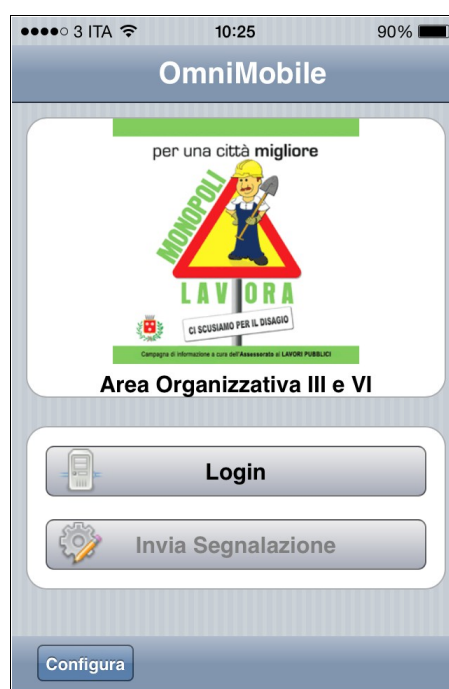 3 ITA 10:25 90%
OmniMobile
per una città migliore
MONOPOLI
LAVORA
CI SCUSIAMO PER IL DISAGIO
Campagna di informazione a cura dell'Assessorato ai LAVORI PUBBLICI
Area Organizzativa III e VI
Login
Invia Segnalazione
Configura